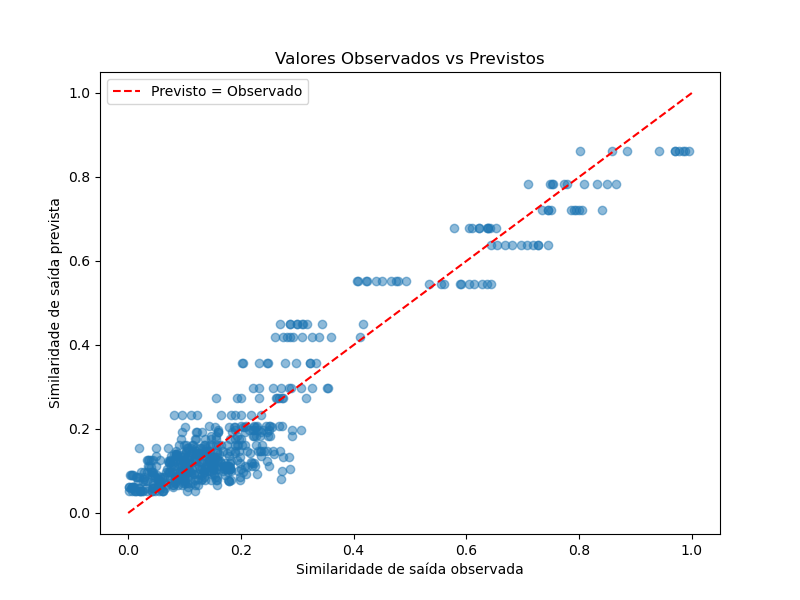 Valores Observados vs Previstos
Previsto = Observado
Similaridade de saída prevista
1.0
0.8
0.6
0.4
0.2
0.0
0.0 0.2 0.4 0.6 0.8 1.0
Similaridade de saída observada